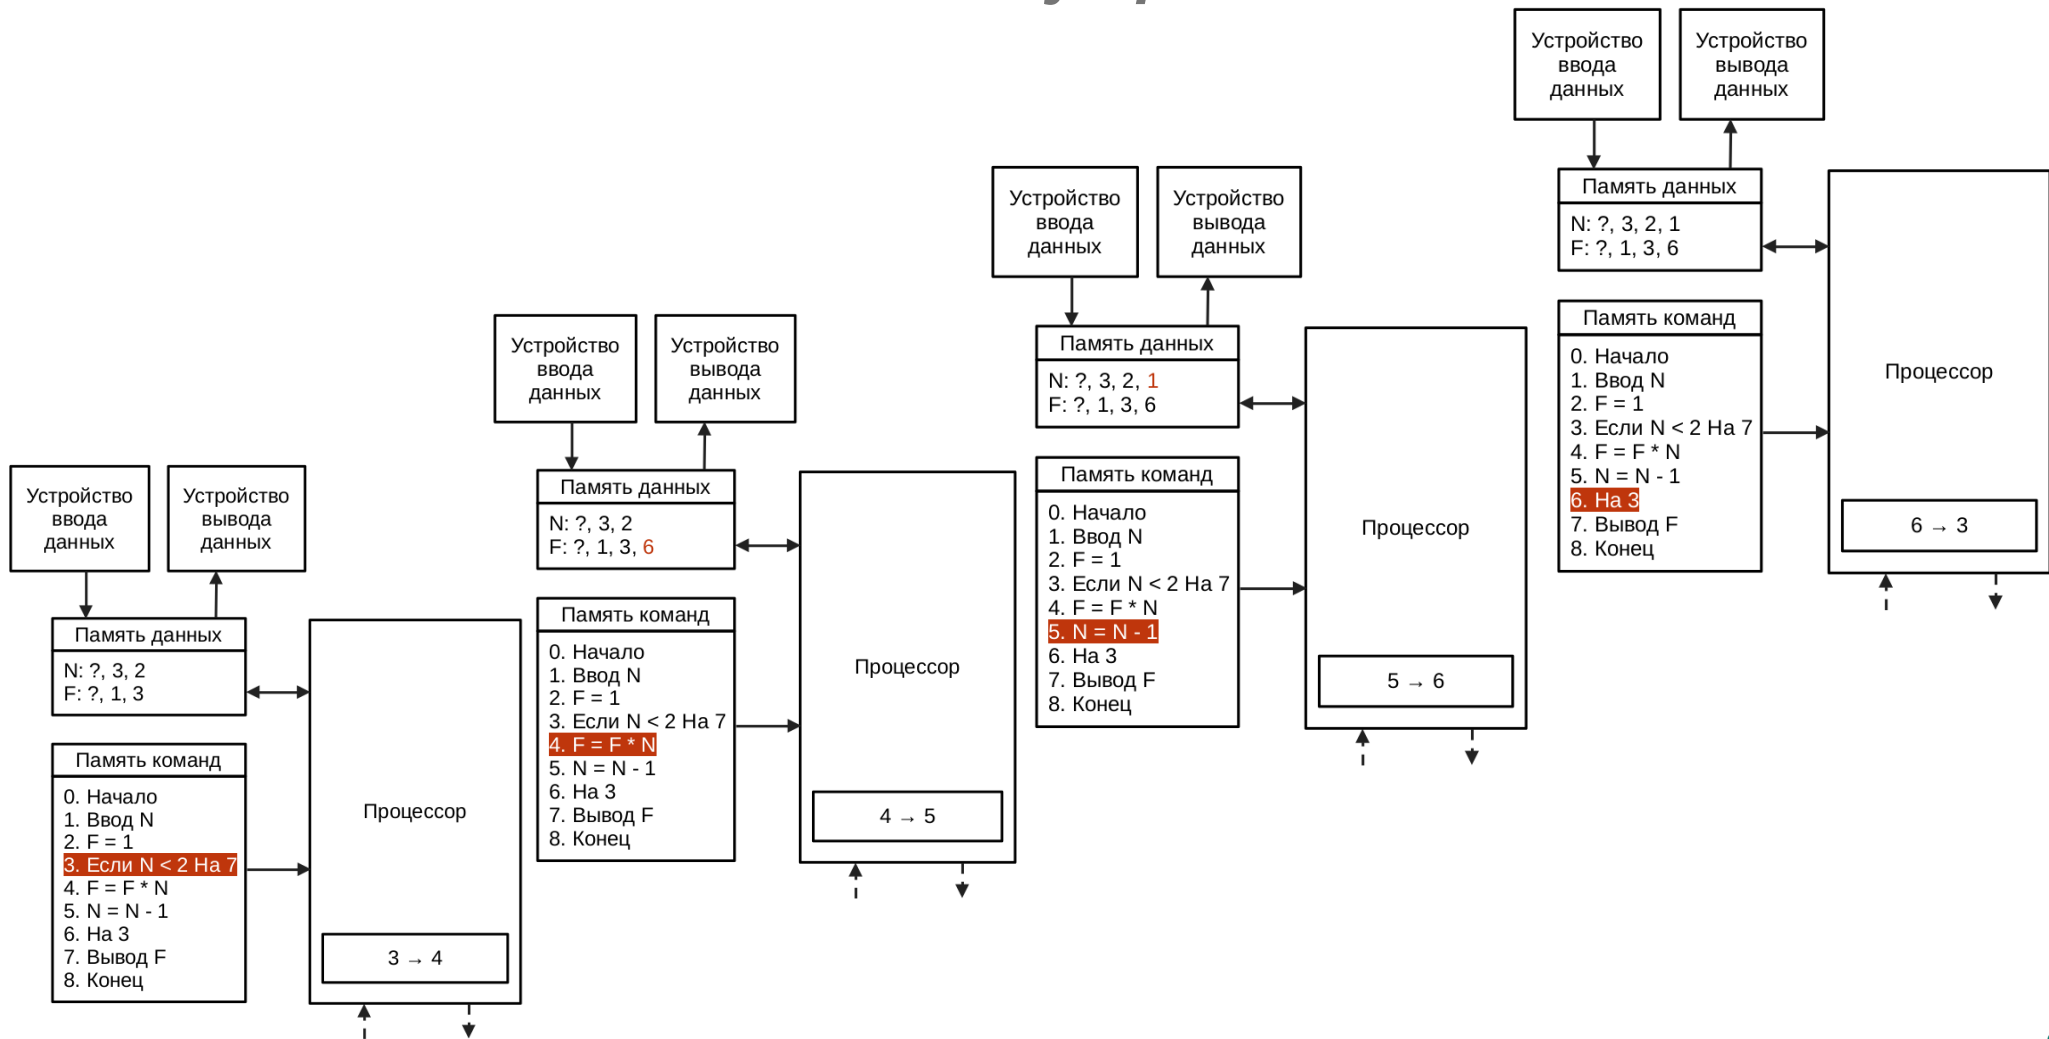 Устройство
ввода
данных
Устройство
вывода
данных
Память данных
N: ?, 3, 2
F: ?, 1, 3
Память команд
0. Начало
1. Ввод N
2. F = 1
3. Если N < 2 На 7
4. F = F * N
5. N = N - 1
6. На 3
7. Вывод F
8. Конец
Процессор
3 → 4
Устройство
ввода
данных
Устройство
вывода
данных
Память данных
N: ?, 3, 2
F: ?, 1, 3, 6
Память команд
0. Начало
1. Ввод N
2. F = 1
3. Если N < 2 На 7
4. F = F * N
5. N = N - 1
6. На 3
7. Вывод F
8. Конец
Процессор
4 → 5
Устройство
ввода
данных
Устройство
вывода
данных
Память данных
N: ?, 3, 2, 1
F: ?, 1, 3, 6
Память команд
0. Начало
1. Ввод N
2. F = 1
3. Если N < 2 На 7
4. F = F * N
5. N = N - 1
6. На 3
7. Вывод F
8. Конец
Процессор
5 → 6
Устройство
ввода
данных
Устройство
вывода
данных
Память данных
N: ?, 3, 2, 1
F: ?, 1, 3, 6
Память команд
0. Начало
1. Ввод N
2. F = 1
3. Если N < 2 На 7
4. F = F * N
5. N = N - 1
6. На 3
7. Вывод F
8. Конец
Процессор
6 → 3